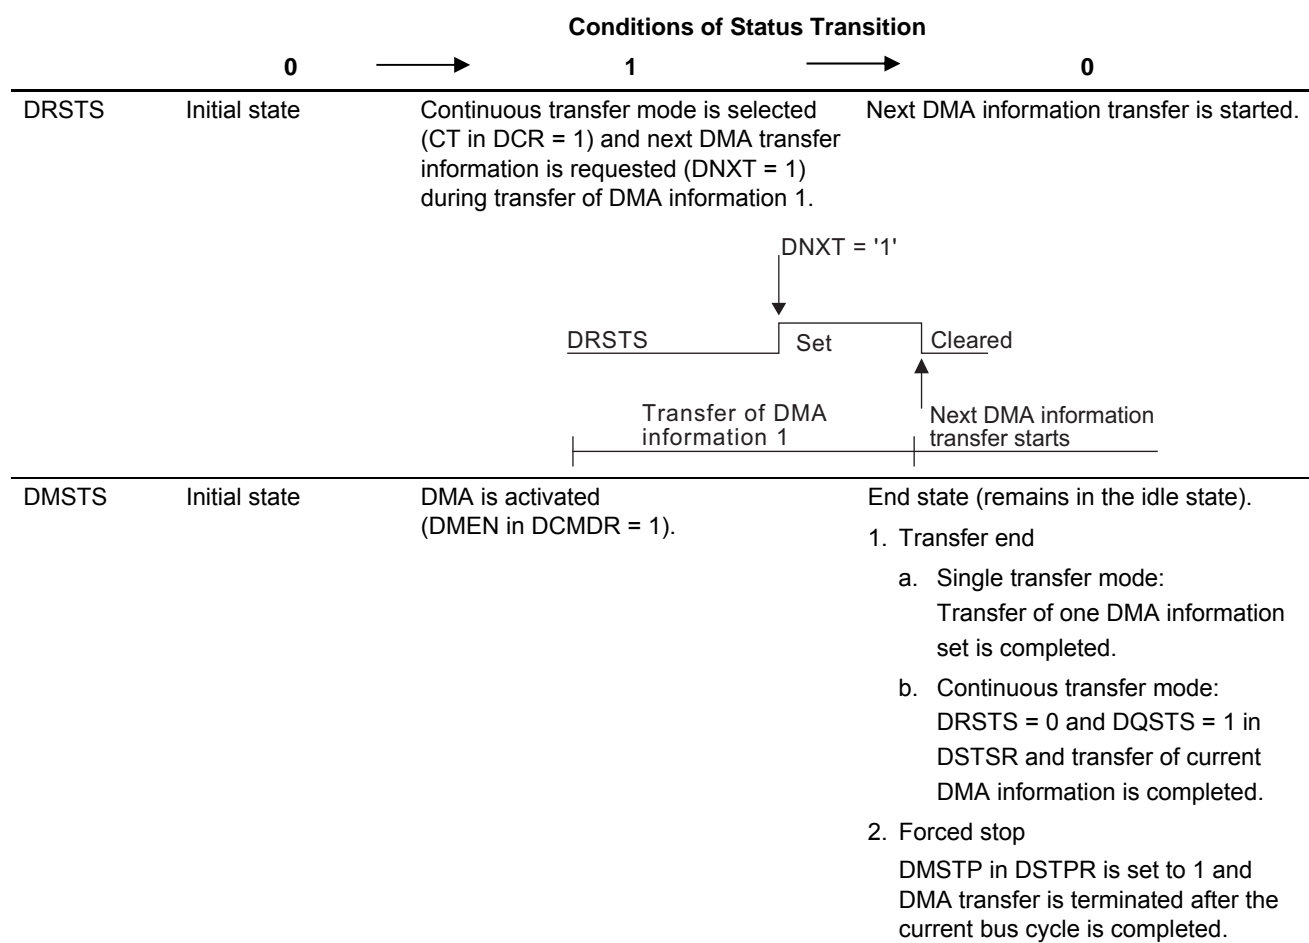 Conditions of Status Transition
0 1 0
DRSTS Initial state Continuous transfer mode is selected Next DMA information transfer is started.
(CT in DCR = 1) and next DMA transfer
information is requested (DNXT = 1)
during transfer of DMA information 1.
DNXT = '1'
DRSTS Set Cleared
Transfer of DMA Next DMA information
information 1 transfer starts
DMSTS Initial state DMA is activated End state (remains in the idle state).
(DMEN in DCMDR = 1).
1. Transfer end
a. Single transfer mode:
Transfer of one DMA information
set is completed.
b. Continuous transfer mode:
DRSTS = 0 and DQSTS = 1 in
DSTSR and transfer of current
DMA information is completed.
2. Forced stop
DMSTP in DSTPR is set to 1 and
DMA transfer is terminated after the
current bus cycle is completed.